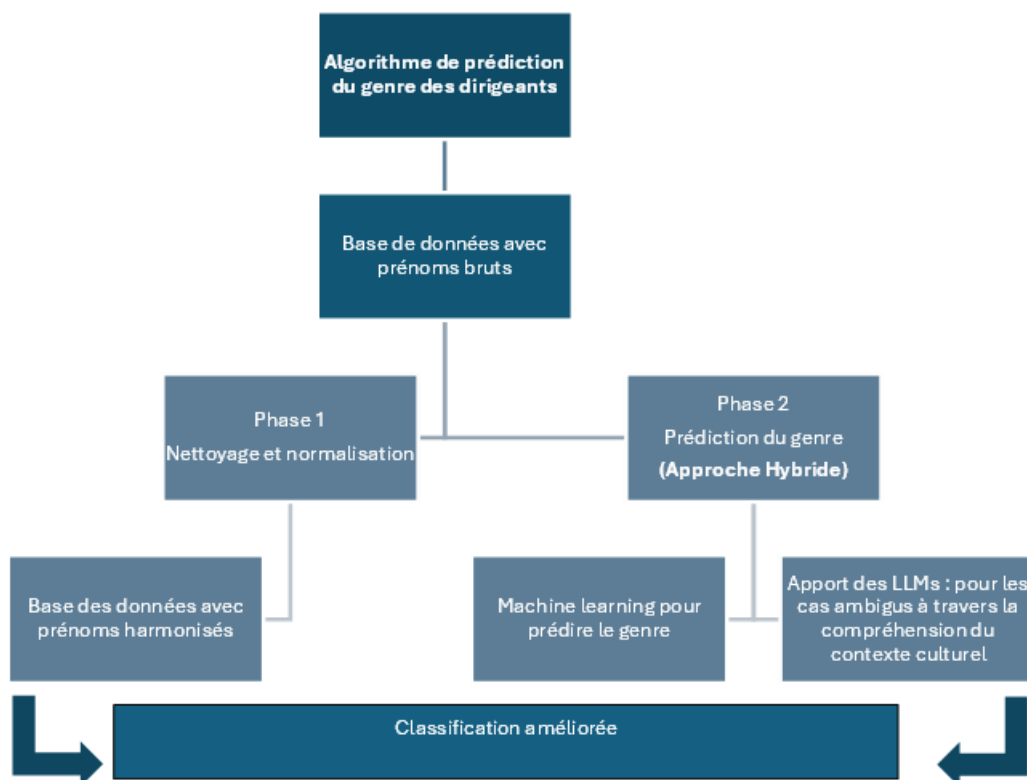 Algorithme de prédiction
du genre des dirigeants
Base de données avec
prénoms bruts
Phase 1
Nettoyage et normalisation
Phase 2
Prédiction du genre
(Approche Hybride)
Base des données avec
prénoms harmonisés
Machine learning pour
prédire le genre
Apport des LLMs : pour les
cas ambigus à travers la
compréhension du
contexte culturel
Classification améliorée